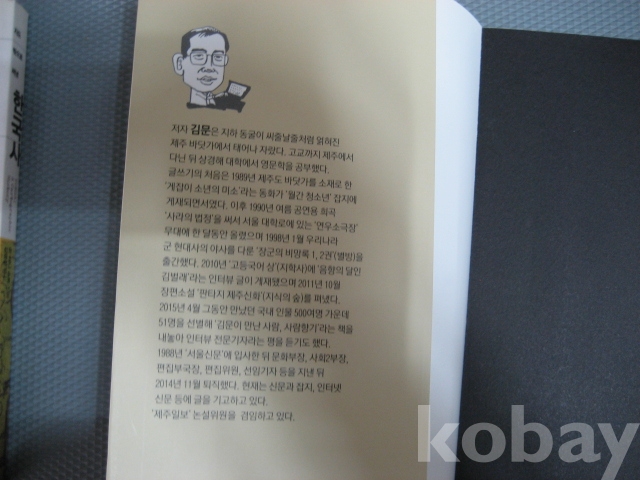 한국사
저자 김문은 지하 동굴이 씨줄날줄처럼 얽혀진
제주 바닷가에서 태어나 자랐다. 고교까지 제주에서
다닌 뒤 상경해 대학에서 영문학을 공부했다.
글쓰기의 처음은 1989년 제주도 바닷가를 소재로 한
'게잡이 소년의 미소'라는 동화가 '월간 청소년' 잡지에
게재되면서였다. 이후 1990년 여름 공연용 희곡
'사라의 법정'을 써서 서울 대학로에 있는 '연우소극장'
무대에 한 달동안 올렸으며 1998년 1월 우리나라
군 현대사의 야사를 다룬 '장군의 비망록 1, 2권'(별방)을
출간했다. 2010년 '고등국어 상'(지학사)에 '음향의 달인
김벌래'라는 인터뷰 글이 게재됐으며 2011년 10월
장편소설 '판타지 제주신화'(지식의 숲)를 펴냈다.
2015년 4월 그동안 만났던 국내 인물 500여명 가운데
51명을 선별해 '김문이 만난 사람, 사람향기'라는 책을
내놓아 인터뷰 전문기자라는 평을 듣기도 했다.
1988년 '서울신문'에 입사한 뒤 문화부장, 사회2부장,
편집부국장, 편집위원, 선임기자 등을 지낸 뒤
2014년 11월 퇴직했다. 현재는 신문과 잡지, 인터넷
신문 등에 글을 기고하고 있다.
'제주일보' 논설위원을 겸임하고 있다.
kobay